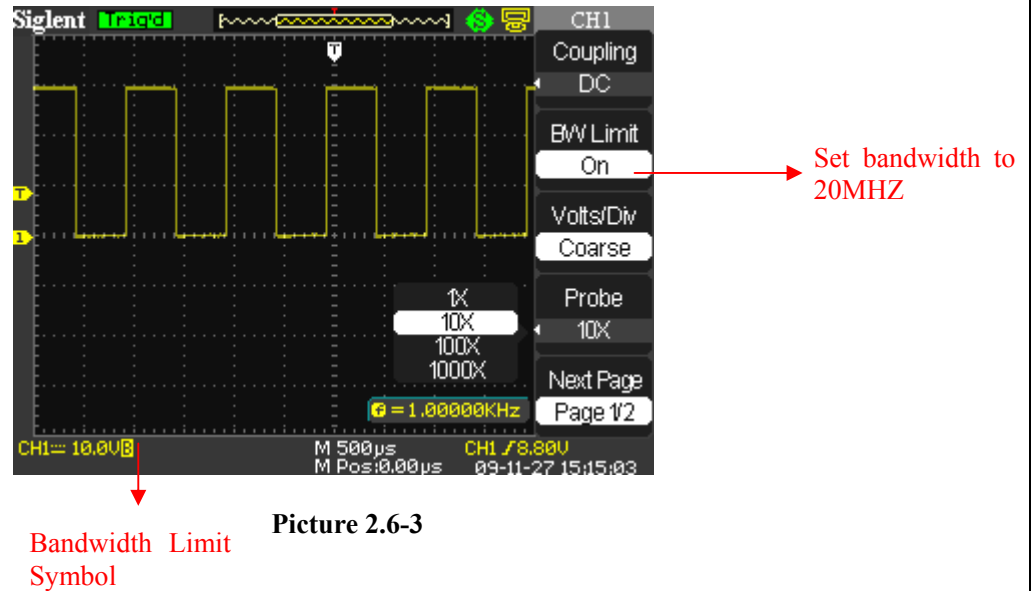 Siglent Trig'd CH1
T
Coupling
DC
BW Limit
On
Set bandwidth to
20MHZ
T
Volts/Div
Coarse
1
Probe
10X
1X
10X
100X
1000X
Next Page
Page 1/2
f = 1.00000KHz
CH1 10.0V B M 500µs CH1 8.80V
M Pos:0.00µs 09-11-27 15:15:03
Picture 2.6-3
Bandwidth Limit
Symbol